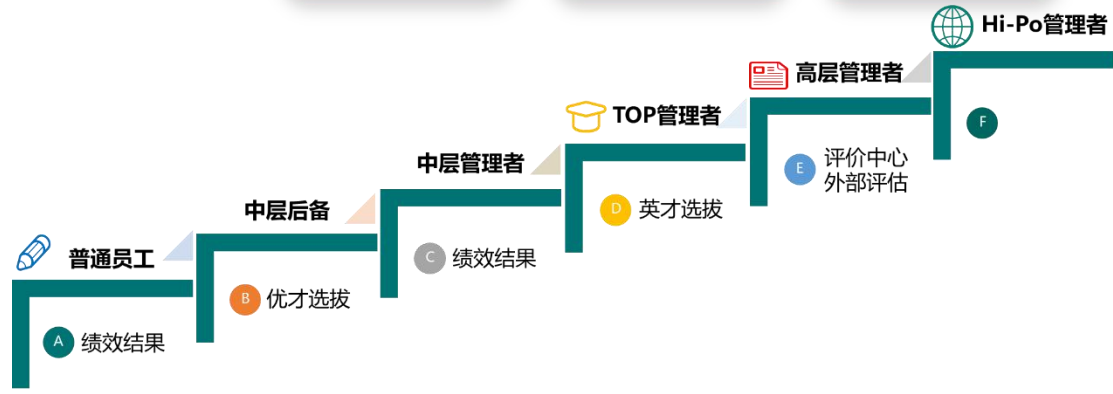 Hi-Po管理者
高层管理者
F
TOP管理者
E
评价中心
外部评估
中层管理者
D 英才选拔
中层后备
C 绩效结果
普通员工
B 优才选拔
A 绩效结果